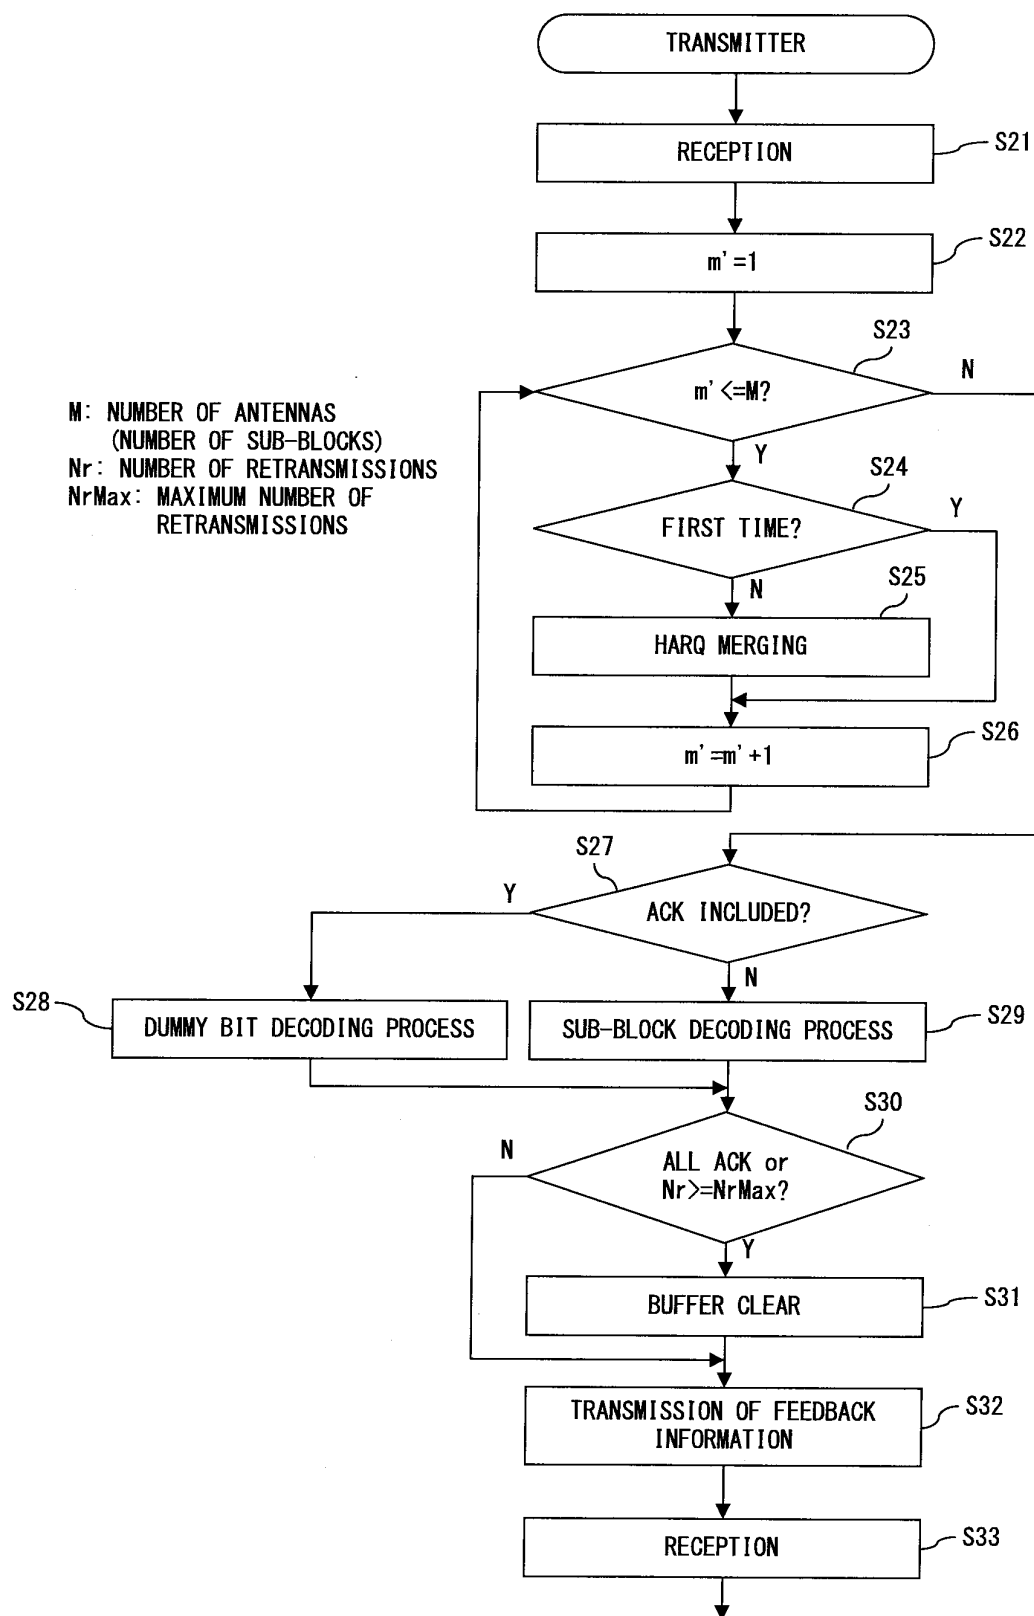 TRANSMITTER
RECEPTION
S21
m'=1
S22
S23
m'<=M?
N
Y
M: NUMBER OF ANTENNAS
(NUMBER OF SUB-BLOCKS)
Nr: NUMBER OF RETRANSMISSIONS
NrMax: MAXIMUM NUMBER OF
RETRANSMISSIONS
S24
FIRST TIME?
Y
N
S25
HARQ MERGING
S26
m'=m'+1
S27
Y
ACK INCLUDED?
N
S28
DUMMY BIT DECODING PROCESS
SUB-BLOCK DECODING PROCESS
S29
S30
N
ALL ACK or
Nr>=NrMax?
Y
BUFFER CLEAR
S31
TRANSMISSION OF FEEDBACK
INFORMATION
S32
RECEPTION
S33